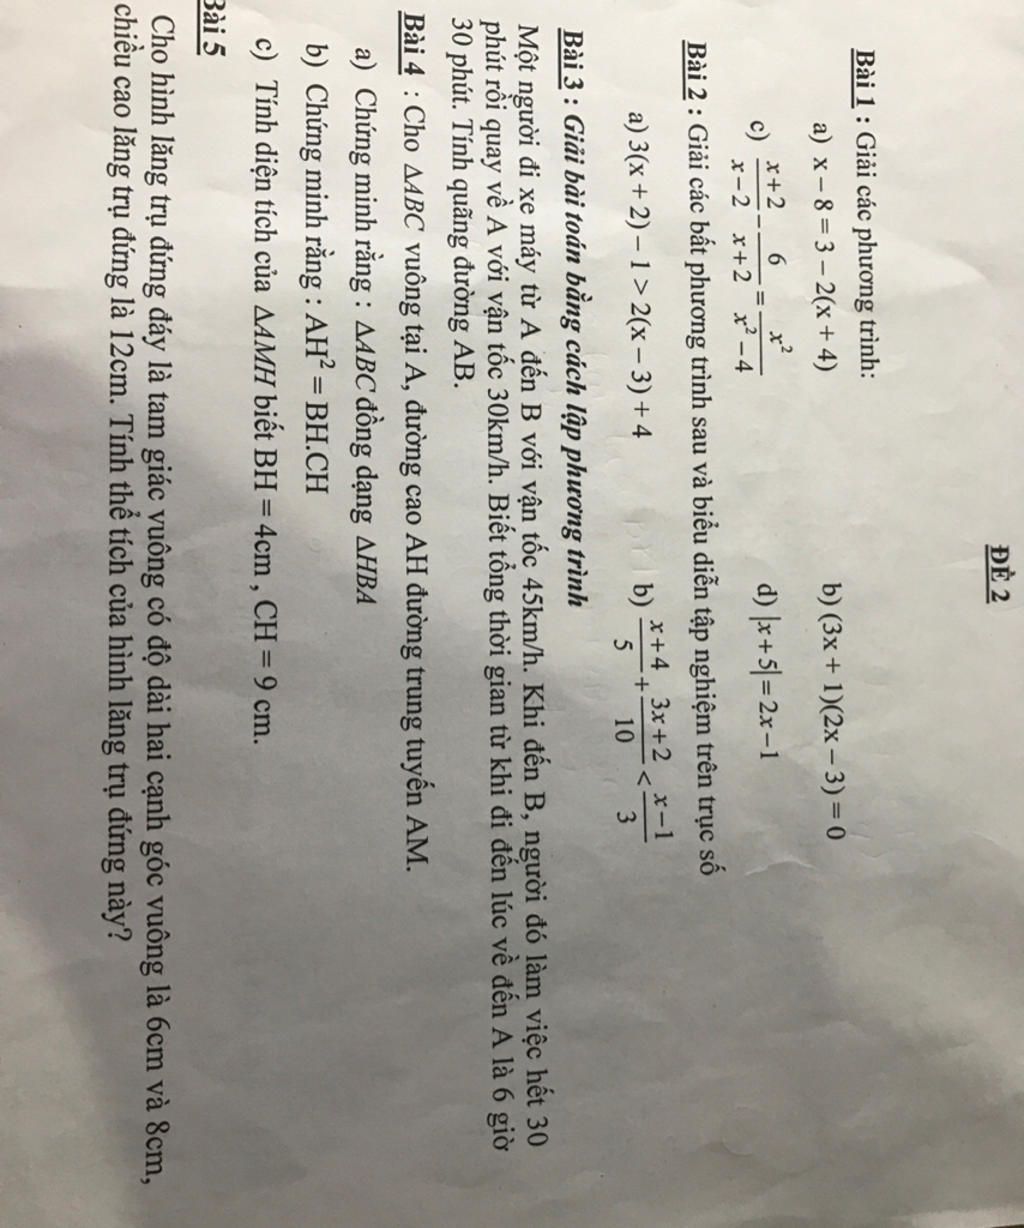 ĐỀ 2
Bài 1 : Giải các phương trình:
a) x – 8 = 3 – 2(x + 4) b) (3x + 1)(2x – 3) = 0
c) \frac{x+2}{x-2} - \frac{6}{x+2} = \frac{x^2}{x^2-4} d) |x+5| = 2x – 1
Bài 2 : Giải các bất phương trình sau và biểu diễn tập nghiệm trên trục số
a) 3(x + 2) – 1 > 2(x – 3) + 4 b) \frac{x+4}{5} + \frac{3x+2}{10} < \frac{x-1}{3}
Bài 3 : Giải bài toán bằng cách lập phương trình
Một người đi xe máy từ A đến B với vận tốc 45km/h. Khi đến B, người đó làm việc hết 30
phút rồi quay về A với vận tốc 30km/h. Biết tổng thời gian từ khi đi đến lúc về đến A là 6 giờ
30 phút. Tính quãng đường AB.
Bài 4 : Cho ΔABC vuông tại A, đường cao AH đường trung tuyến AM.
a) Chứng minh rằng : ΔABC đồng dạng ΔHBA
b) Chứng minh rằng : AH² = BH.CH
c) Tính diện tích của ΔAMH biết BH = 4cm , CH = 9 cm.
Bài 5
Cho hình lăng trụ đứng đáy là tam giác vuông có độ dài hai cạnh góc vuông là 6cm và 8cm,
chiều cao lăng trụ đứng là 12cm. Tính thể tích của hình lăng trụ đứng này?